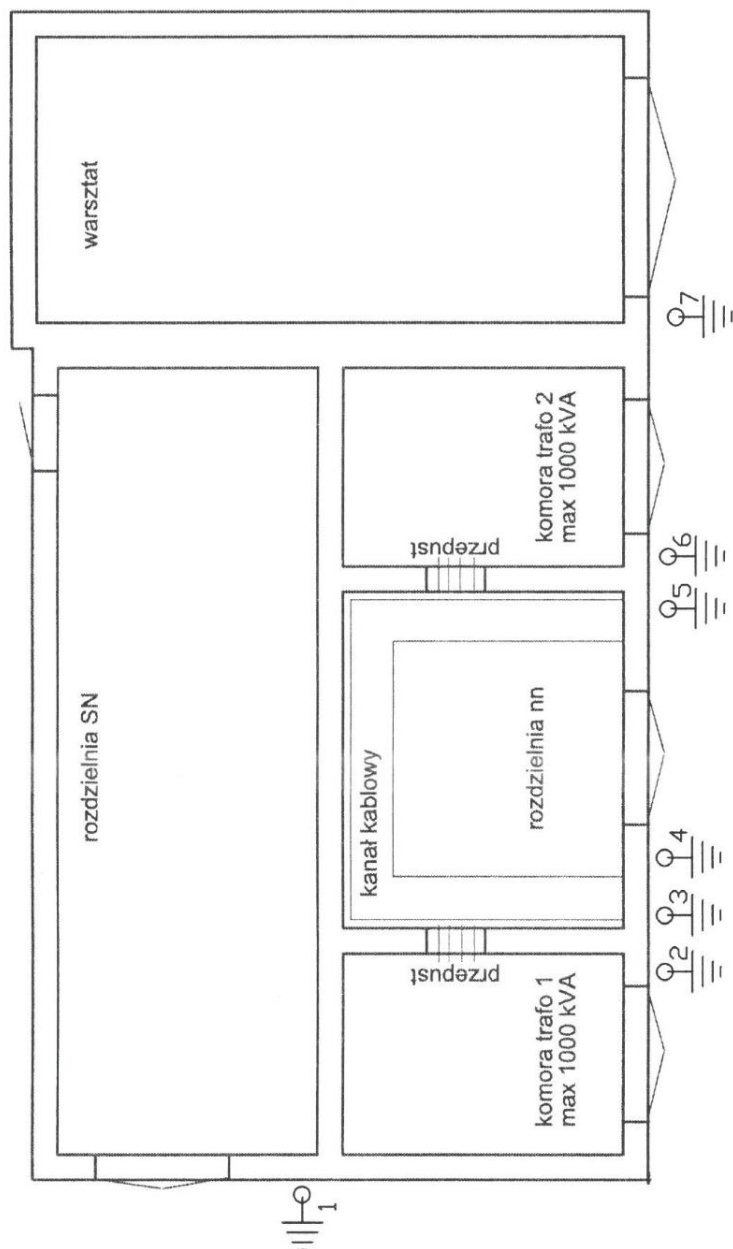 rozdzielnia SN
warsztat
komora trafo 1
max 1000 kVA
przepust
kanał kablowy
rozdzielnia nn
przepust
komora trafo 2
max 1000 kVA
1
2
3
4
5
6
7